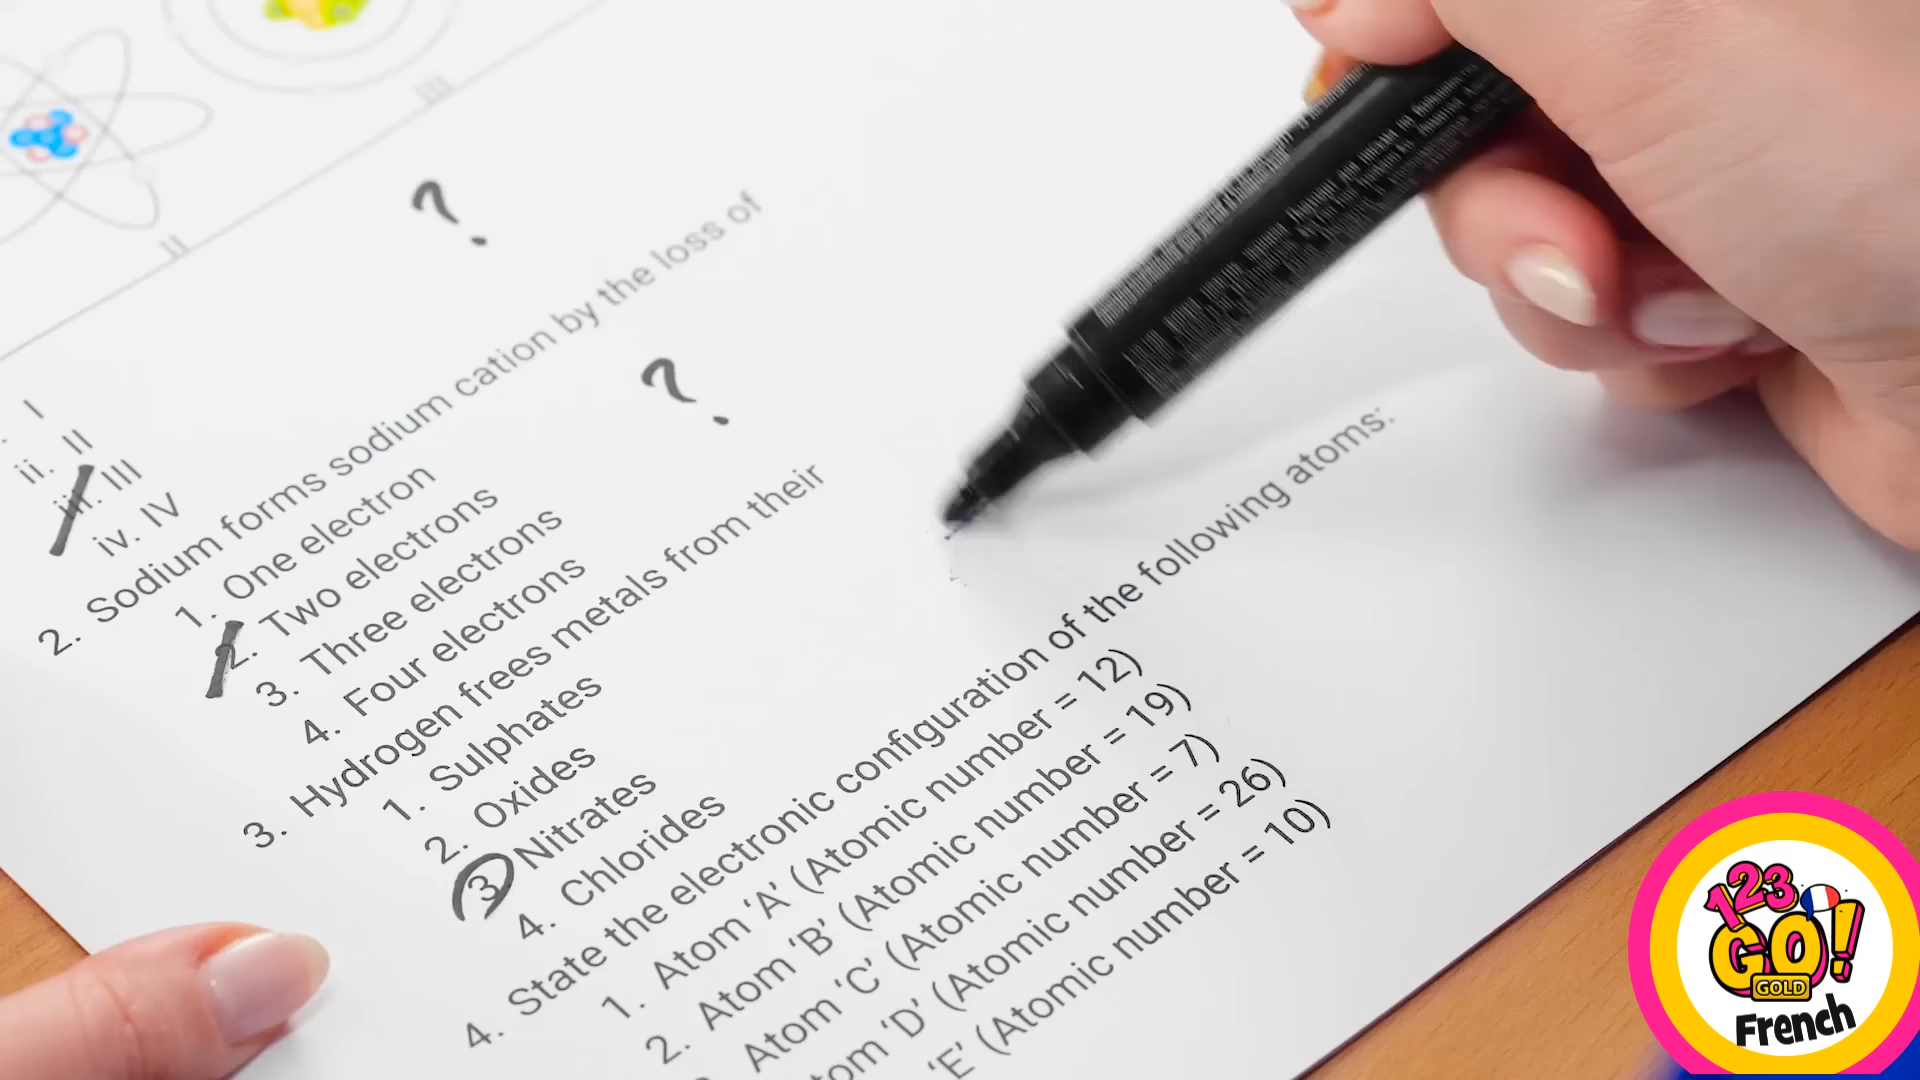 III
II
?
I
ii. II
iii. III
iv. IV
2. Sodium forms sodium cation by the loss of
1. One electron
2. Two electrons
3. Three electrons
4. Four electrons
?
3. Hydrogen frees metals from their
1. Sulphates
2. Oxides
3 Nitrates
4. Chlorides
4. State the electronic configuration of the following atoms:
1. Atom ‘A’ (Atomic number = 12)
2. Atom ‘B’ (Atomic number = 19)
Atom ‘C’ (Atomic number = 7)
‘D’ (Atomic number = 26)
‘E’ (Atomic number = 10)
123
GO!
GOLD
French